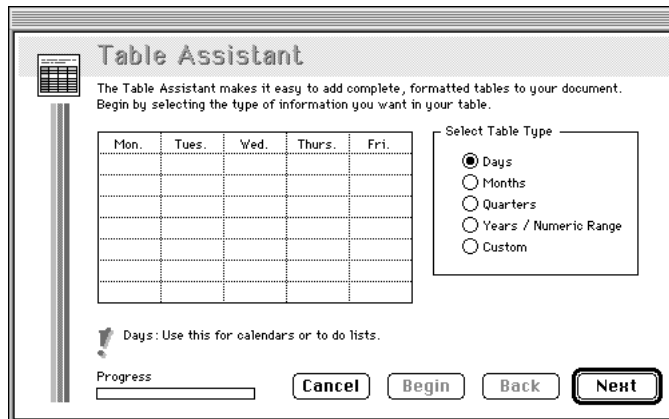 Table Assistant
The Table Assistant makes it easy to add complete, formatted tables to your document.
Begin by selecting the type of information you want in your table.
Mon. Tues. Wed. Thurs. Fri.
Select Table Type
Days
Months
Quarters
Years / Numeric Range
Custom
Days: Use this for calendars or to do lists.
Progress
Cancel Begin Back Next